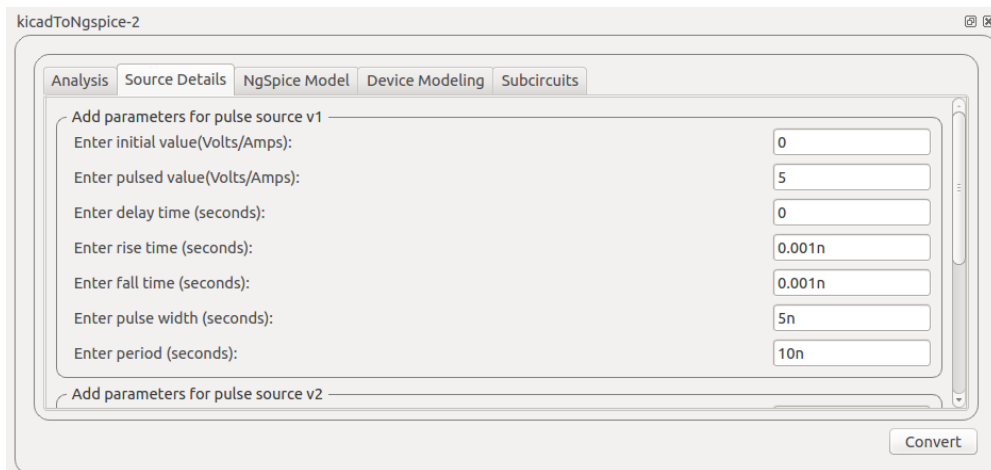 kicadToNgspice-2
Analysis Source Details NgSpice Model Device Modeling Subcircuits
Add parameters for pulse source v1
Enter initial value(Volts/Amps): 0
Enter pulsed value(Volts/Amps): 5
Enter delay time (seconds): 0
Enter rise time (seconds): 0.001n
Enter fall time (seconds): 0.001n
Enter pulse width (seconds): 5n
Enter period (seconds): 10n
Add parameters for pulse source v2
Convert